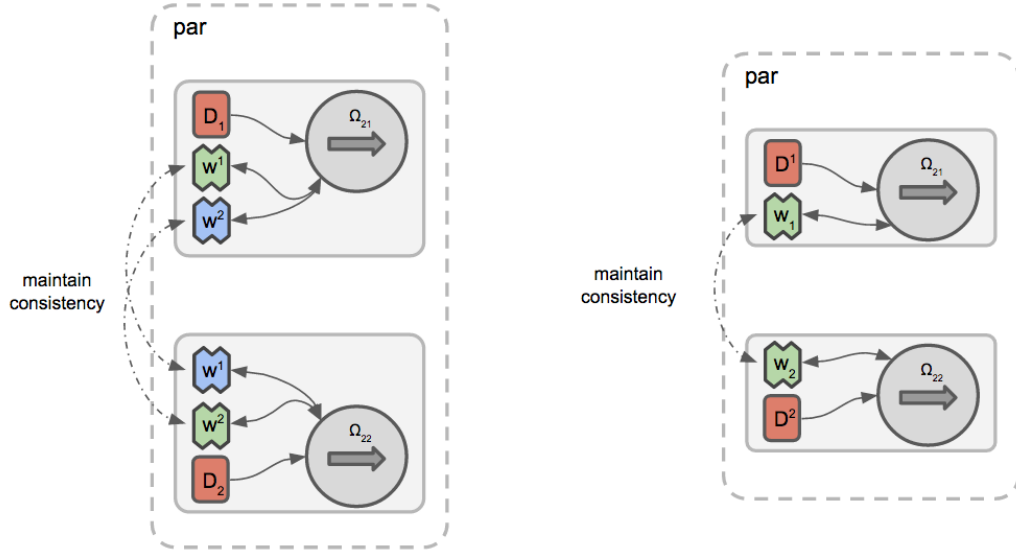 par
D₁
Ω₂₁
w¹
w²
maintain
consistency
w¹
w²
Ω₂₂
D₂
par
D¹
Ω₂₁
w₁
maintain
consistency
w₂
Ω₂₂
D²